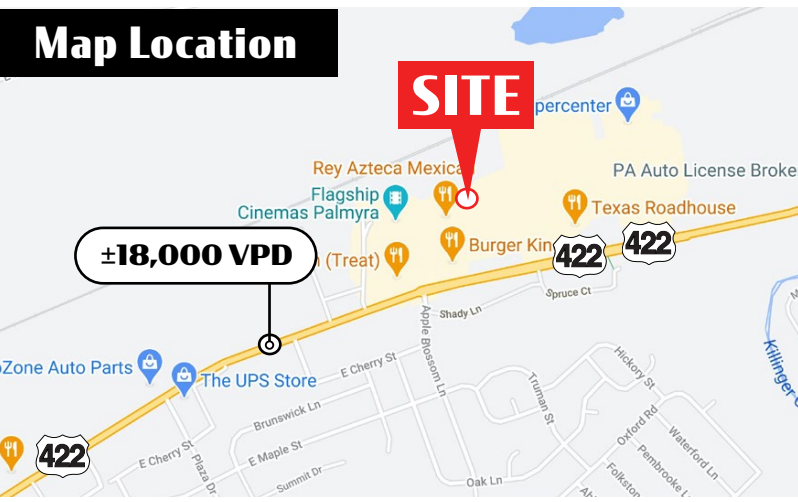 Map Location
SITE
percenter
Rey Azteca Mexica
PA Auto License Broke
Flagship
Cinemas Palmyra
Texas Roadhouse
±18,000 VPD
(Treat)
Burger Kin
422
422
Spruce Ct
Shady Ln
Apple Blossom Ln
Zone Auto Parts
The UPS Store
E Cherry St
Hickory St
Killinger
Truman St
Brunswick Ln
Oxford Rd
Waterford Ln
422
E Cherry St
Plaza Dr
E Maple St
Summit Dr
Oak Ln
Folkston
Pembrooke L